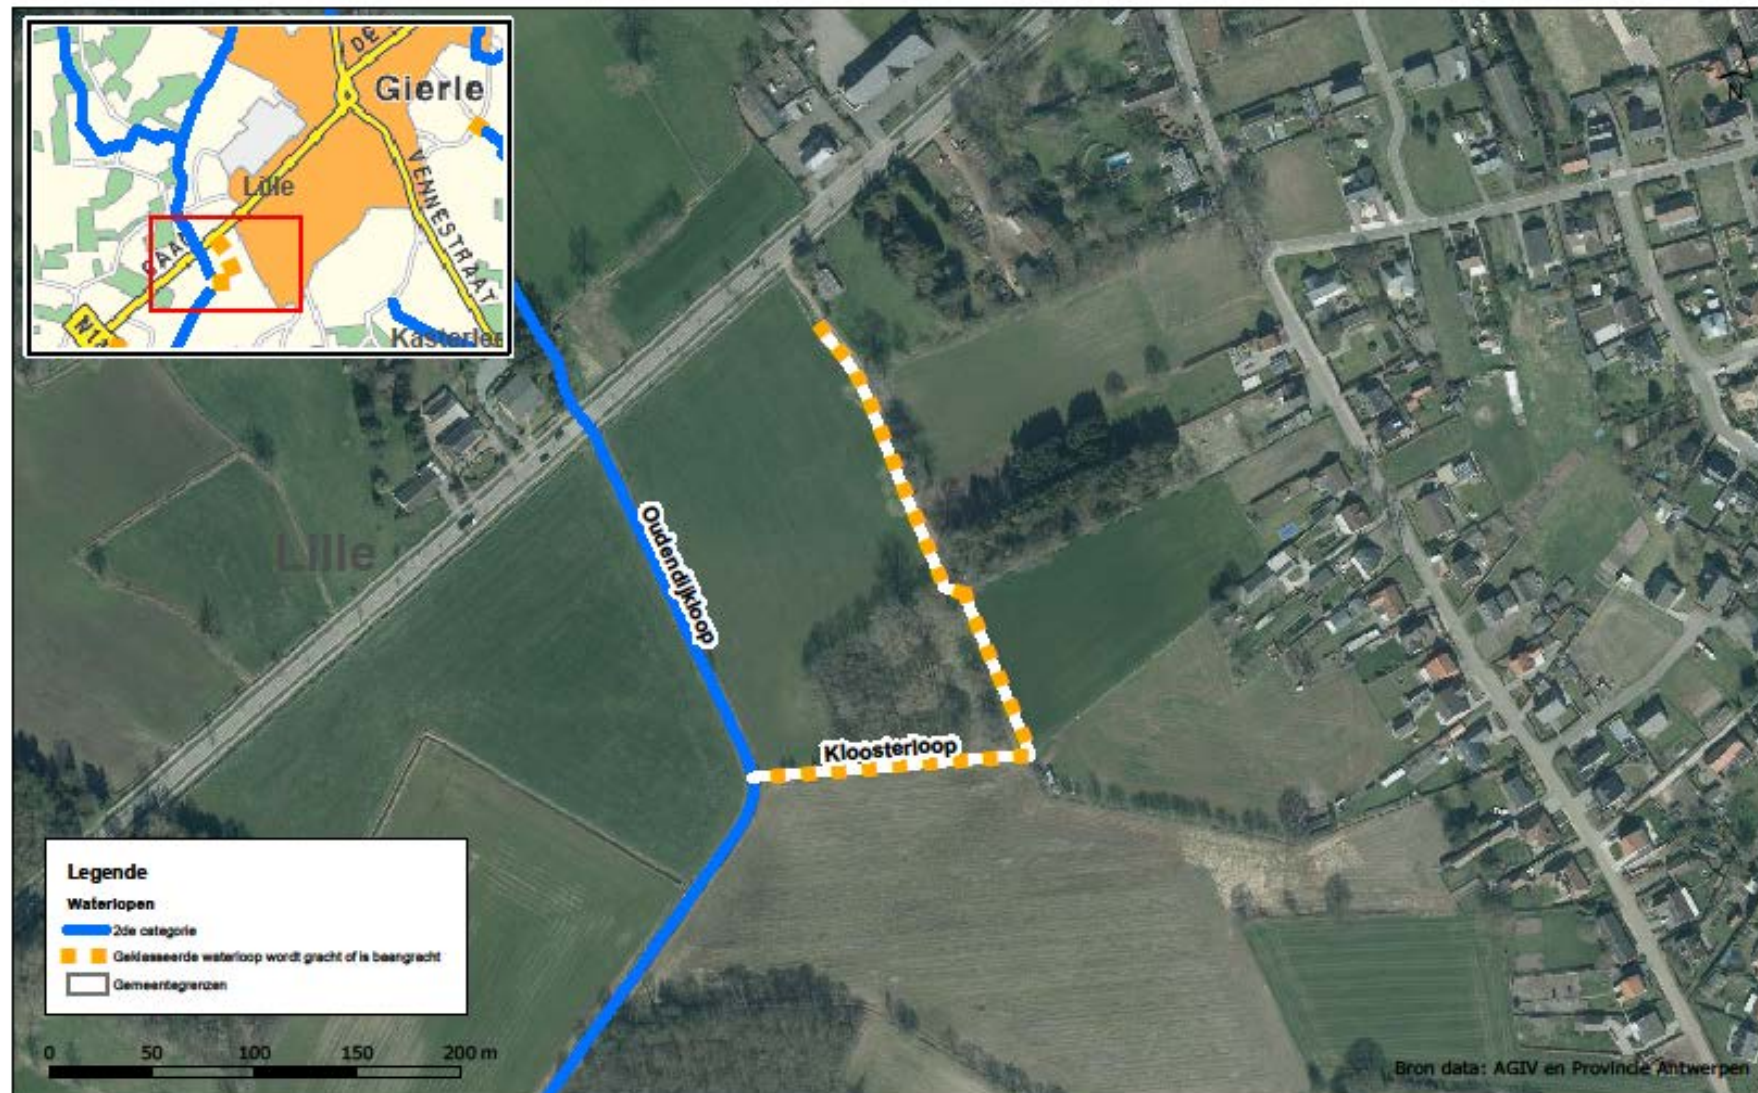 DE
Gierle
VENNESTRAAT
Lille
Kasterlee
Lille
Oudendijkloop
Kloosterloop
N
Legende
Waterlopen
2de categorie
Geklasseerde waterloop wordt gracht of is baangracht
Gemeentegrenzen
0 50 100 150 200 m
Bron data: AGIV en Provincie Antwerpen